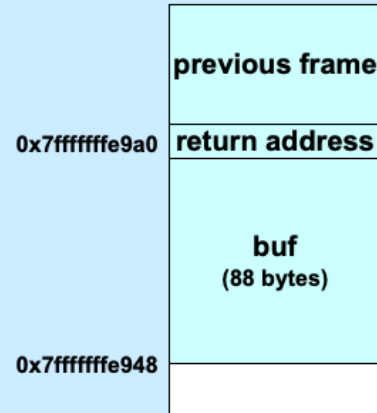 previous frame
0x7fffffffe9a0 return address
buf
(88 bytes)
0x7fffffffe948